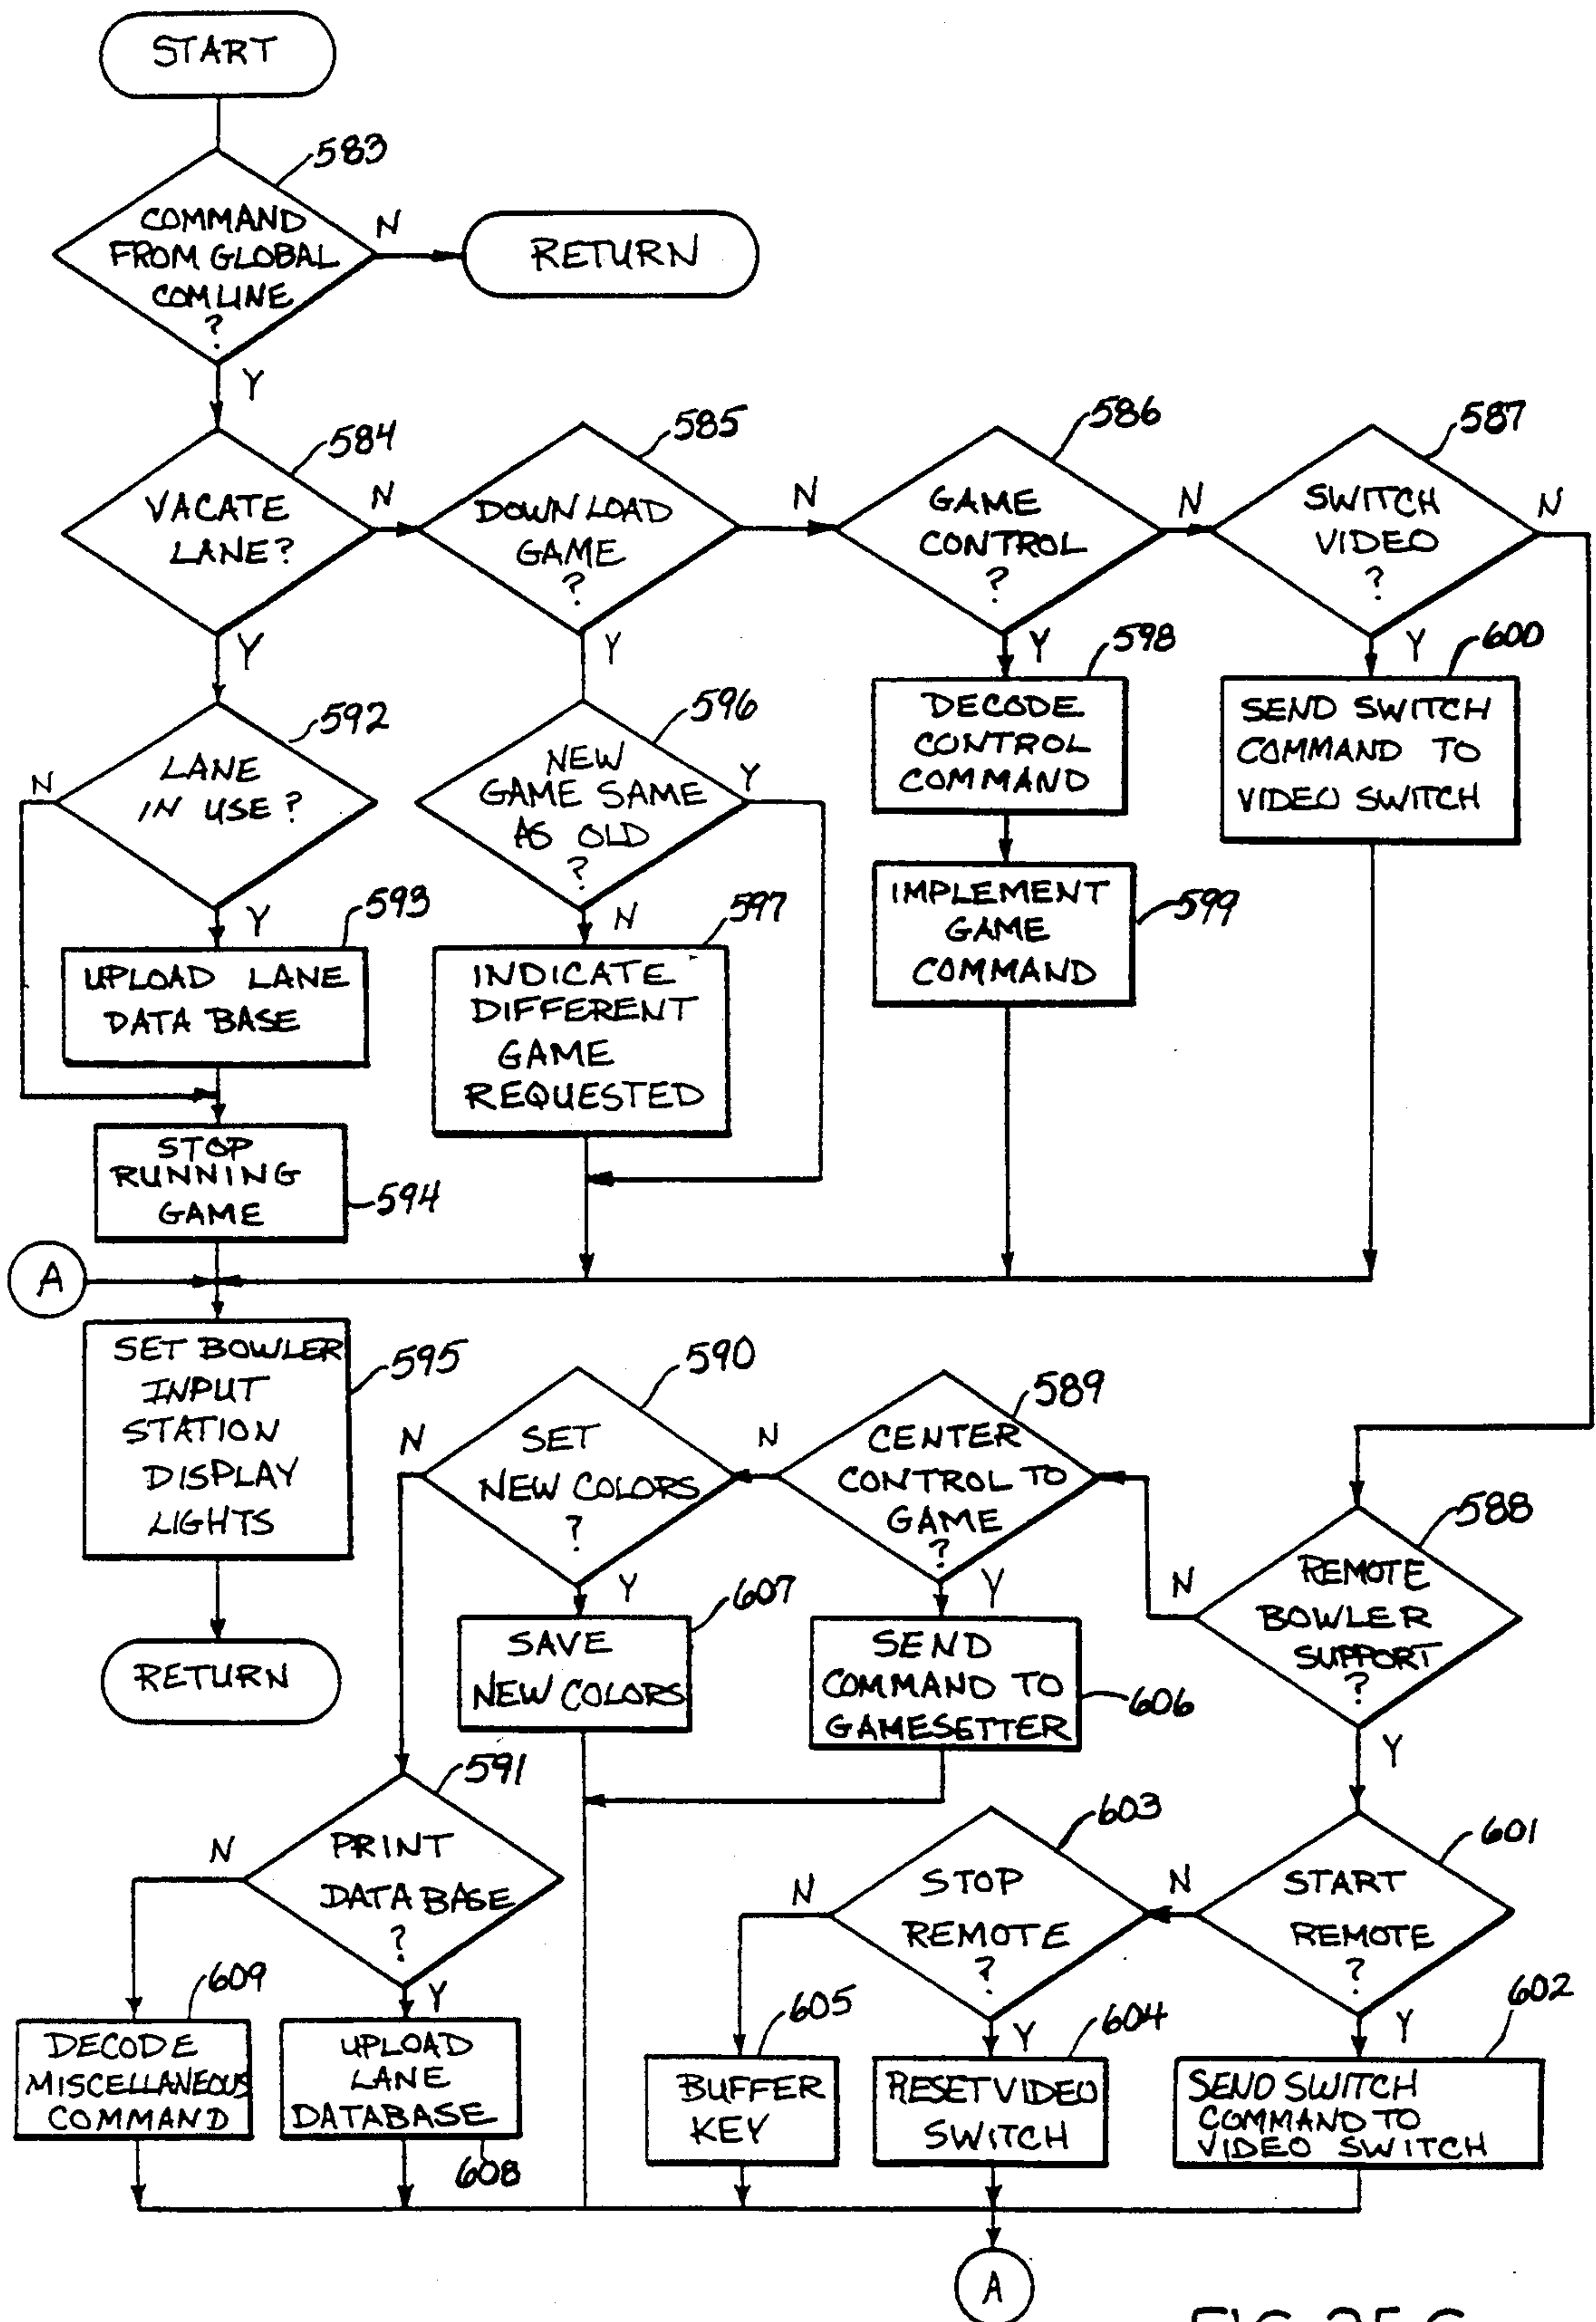 START
583
COMMAND
FROM GLOBAL
COMLINE
?
N
RETURN
Y
584
VACATE
LANE?
N
585
DOWNLOAD
GAME
?
N
586
GAME
CONTROL
?
N
587
SWITCH
VIDEO
?
N
Y
Y
Y
598
Y
600
592
LANE
IN USE?
N
596
NEW
GAME SAME
AS OLD
?
Y
DECODE
CONTROL
COMMAND
SEND SWITCH
COMMAND TO
VIDEO SWITCH
Y
593
UPLOAD LANE
DATA BASE
N
597
INDICATE
DIFFERENT
GAME
REQUESTED
IMPLEMENT
GAME
COMMAND
599
STOP
RUNNING
GAME
594
A
SET BOWLER
INPUT
STATION
DISPLAY
LIGHTS
595
RETURN
590
SET
NEW COLORS
?
N
N
589
CENTER
CONTROL TO
GAME
?
588
REMOTE
BOWLER
SUPPORT
?
N
Y
607
SAVE
NEW COLORS
Y
SEND
COMMAND TO
GAMESETTER
606
Y
591
PRINT
DATA BASE
?
N
603
STOP
REMOTE
?
N
601
START
REMOTE
?
N
609
DECODE
MISCELLANEOUS
COMMAND
Y
UPLOAD
LANE
DATABASE
608
605
BUFFER
KEY
Y
604
RESET VIDEO
SWITCH
Y
602
SEND SWITCH
COMMAND TO
VIDEO SWITCH
A